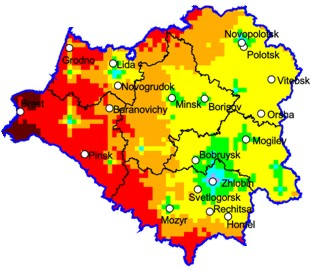 Novopolotsk
Polotsk
Grodno
Lida
Vitebsk
Novogrudok
Brest
Baranovichy
Minsk
Borisov
Orsha
Mogilev
Pinsk
Bobruysk
Zhlobin
Svetlogorsk
Rechitsa
Mozyr
Homel